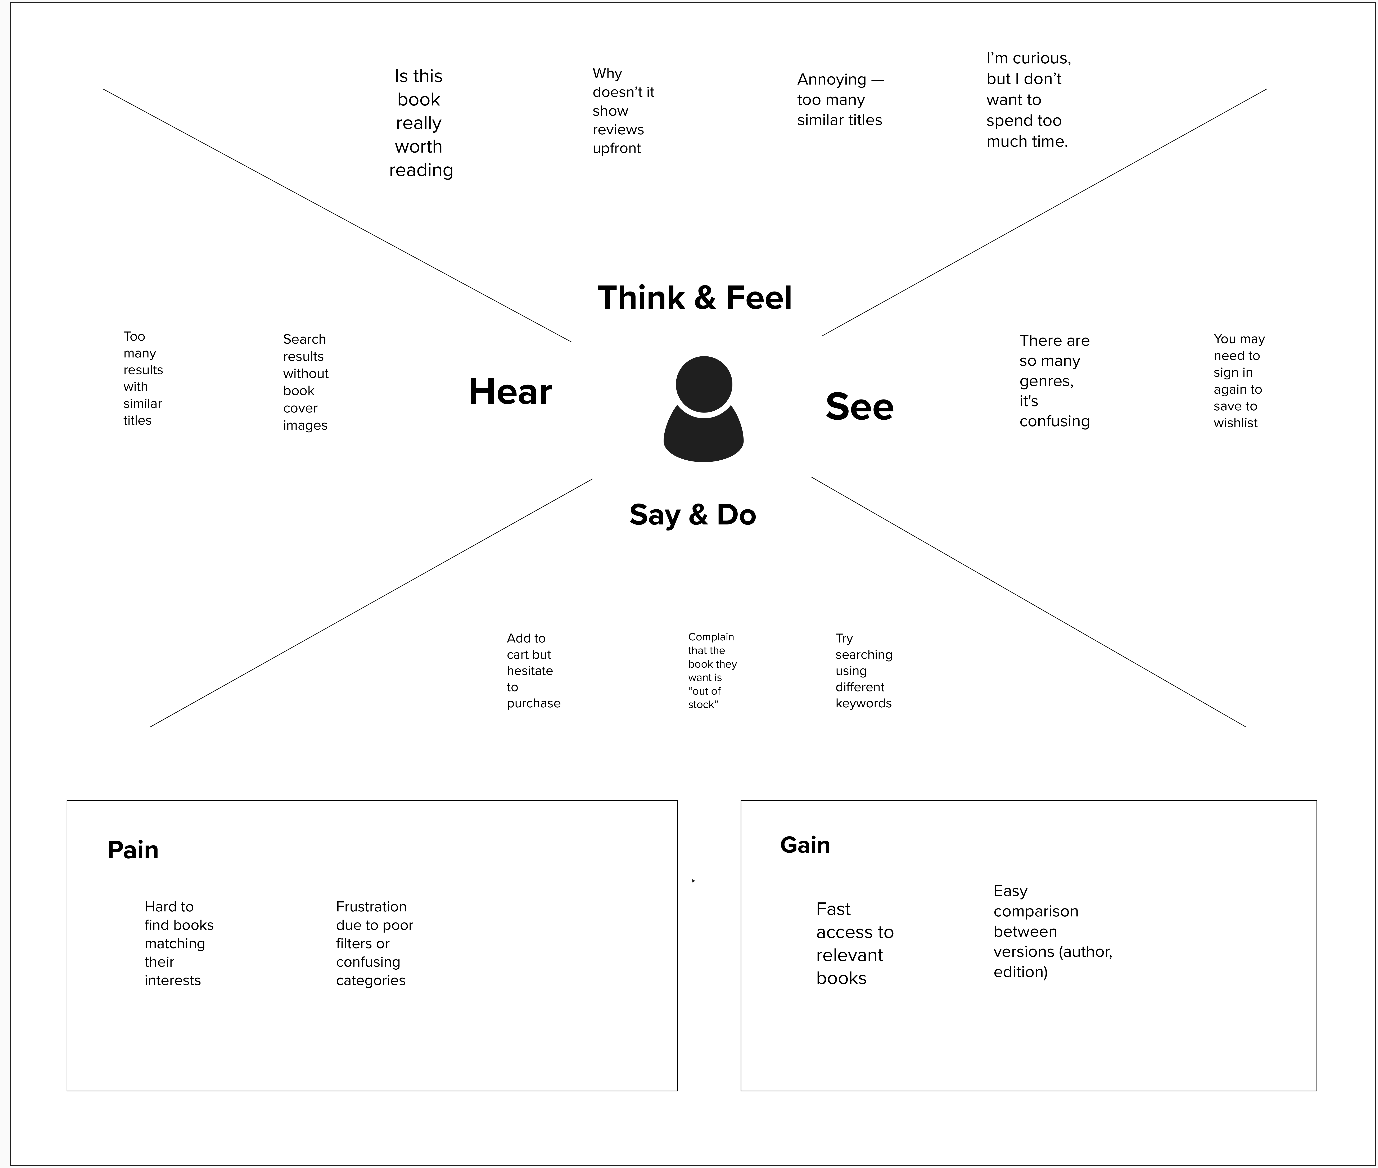 Is this
book
really
worth
reading
Why
doesn’t it
show
reviews
upfront
Annoying —
too many
similar titles
I’m curious,
but I don’t
want to
spend too
much time.
Think & Feel
Too
many
results
with
similar
titles
Search
results
without
book
cover
images
Hear
See
There are
so many
genres,
it's
confusing
You may
need to
sign in
again to
save to
wishlist
Say & Do
Add to
cart but
hesitate
to
purchase
Complain
that the
book they
want is
"out of
stock"
Try
searching
using
different
keywords
Pain
Hard to
find books
matching
their
interests
Frustration
due to poor
filters or
confusing
categories
Gain
Fast
access to
relevant
books
Easy
comparison
between
versions (author,
edition)